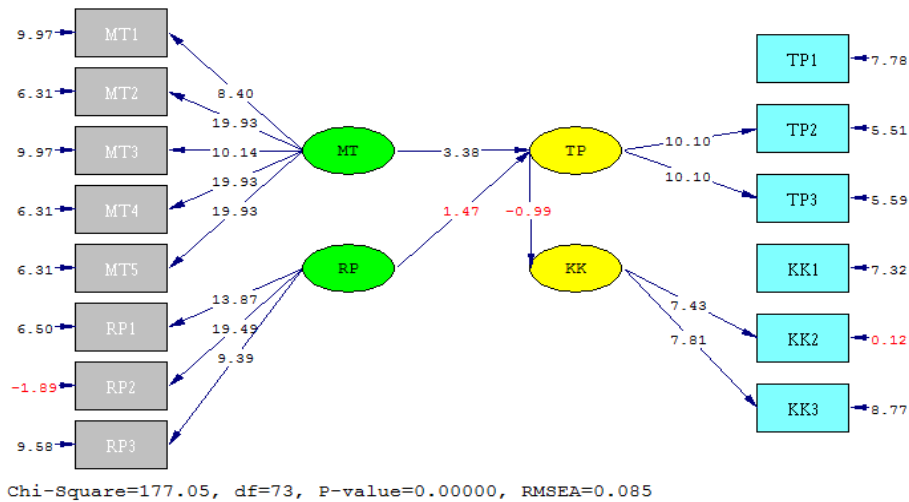 9.97 MT1
6.31 MT2
9.97 MT3
6.31 MT4
6.31 MT5
6.50 RP1
-1.89 RP2
9.58 RP3
8.40
19.93
10.14
19.93
19.93
13.87
19.49
9.39
MT
RP
3.38
1.47
-0.99
TP
KK
10.10
10.10
7.43
7.81
TP1 7.78
TP2 5.51
TP3 5.59
KK1 7.32
KK2 0.12
KK3 8.77
Chi-Square=177.05, df=73, P-value=0.00000, RMSEA=0.085